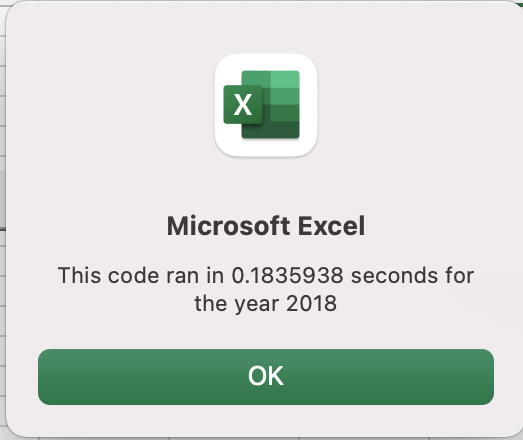 X
Microsoft Excel
This code ran in 0.1835938 seconds for
the year 2018
OK